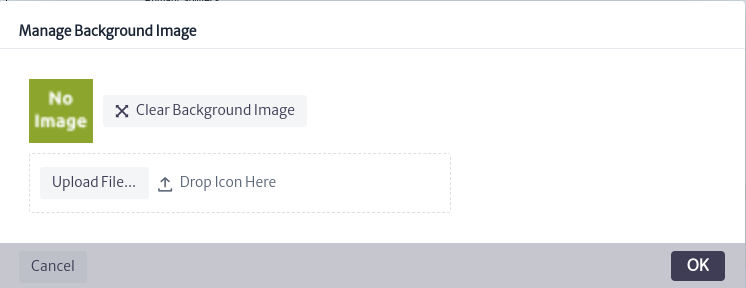 Manage Background Image
No
Image
Clear Background Image
Upload File...
Drop Icon Here
Cancel
OK